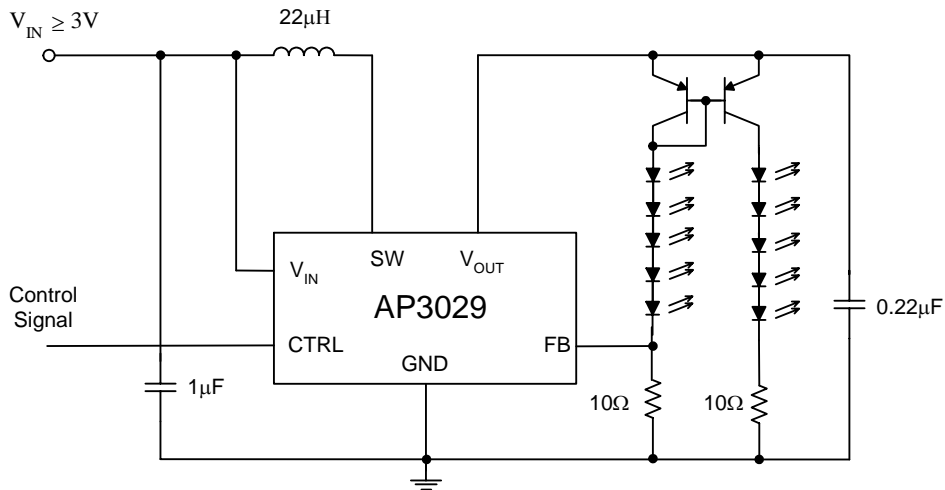 V_IN ≥ 3V
22μH
V_IN
SW
V_OUT
AP3029
Control
Signal
CTRL
FB
GND
1μF
10Ω
10Ω
0.22μF